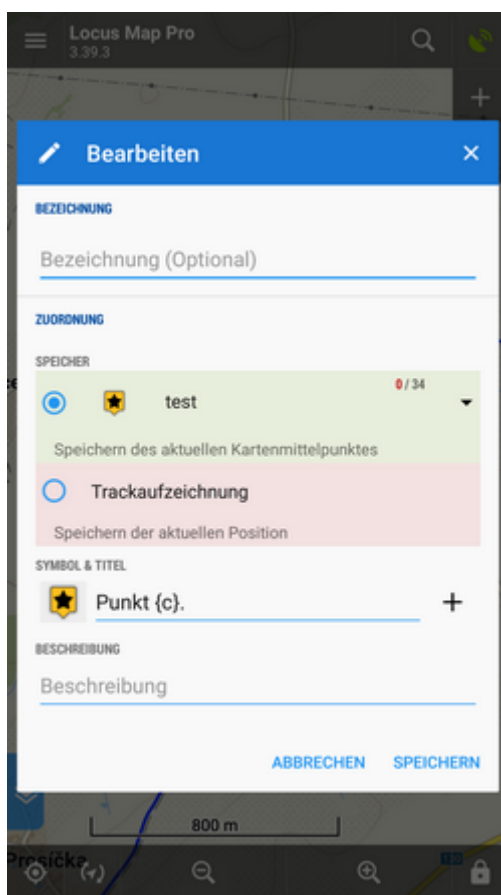 Locus Map Pro
3.39.3
Bearbeiten
BEZEICHNUNG
Bezeichnung (Optional)
ZUORDNUNG
SPEICHER
0 / 34
test
Speichern des aktuellen Kartenmittelpunktes
Trackaufzeichnung
Speichern der aktuellen Position
SYMBOL & TITEL
Punkt {c}.
BESCHREIBUNG
Beschreibung
ABBRECHEN SPEICHERN
800 m
Prosíčka